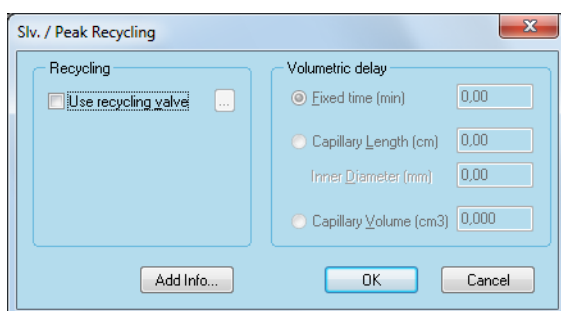 Slv. / Peak Recycling
Recycling
Use recycling valve
...
Volumetric delay
Fixed time (min) 0,00
Capillary Length (cm) 0,00
Inner Diameter (mm) 0,00
Capillary Volume (cm3) 0,000
Add Info... OK Cancel